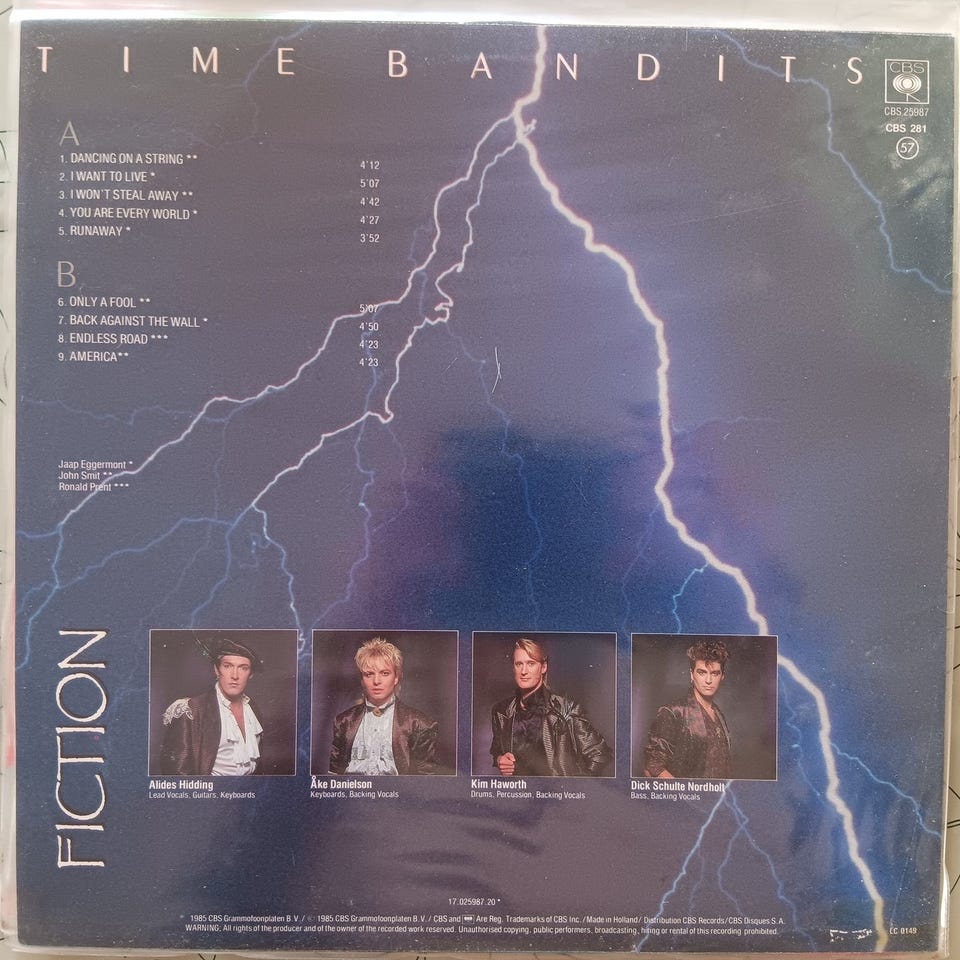 TIME BANDITS
CBS
CBS 25987
CBS 281
57
A
1. DANCING ON A STRING ** 4'12
2. I WANT TO LIVE * 5'07
3. I WON'T STEAL AWAY ** 4'42
4. YOU ARE EVERY WORLD * 4'27
5. RUNAWAY * 3'52
B
6. ONLY A FOOL ** 5'07
7. BACK AGAINST THE WALL * 4'50
8. ENDLESS ROAD *** 4'23
9. AMERICA** 4'23
Jaap Eggermont *
John Smit **
Ronald Prent ***
FICTION
Alides Hidding
Lead Vocals, Guitars, Keyboards
Åke Danielson
Keyboards, Backing Vocals
Kim Haworth
Drums, Percussion, Backing Vocals
Dick Schulte Nordholt
Bass, Backing Vocals
17.025987.20 *
℗ 1985 CBS Grammofoonplaten B.V. / © 1985 CBS Grammofoonplaten B.V. / CBS and Are Reg. Trademarks of CBS Inc. / Made in Holland / Distribution CBS Records / CBS Disques S.A.
WARNING: All rights of the producer and of the owner of the recorded work reserved. Unauthorised copying, public performers, broadcasting, hiring or rental of this recording prohibited.
LC 0149